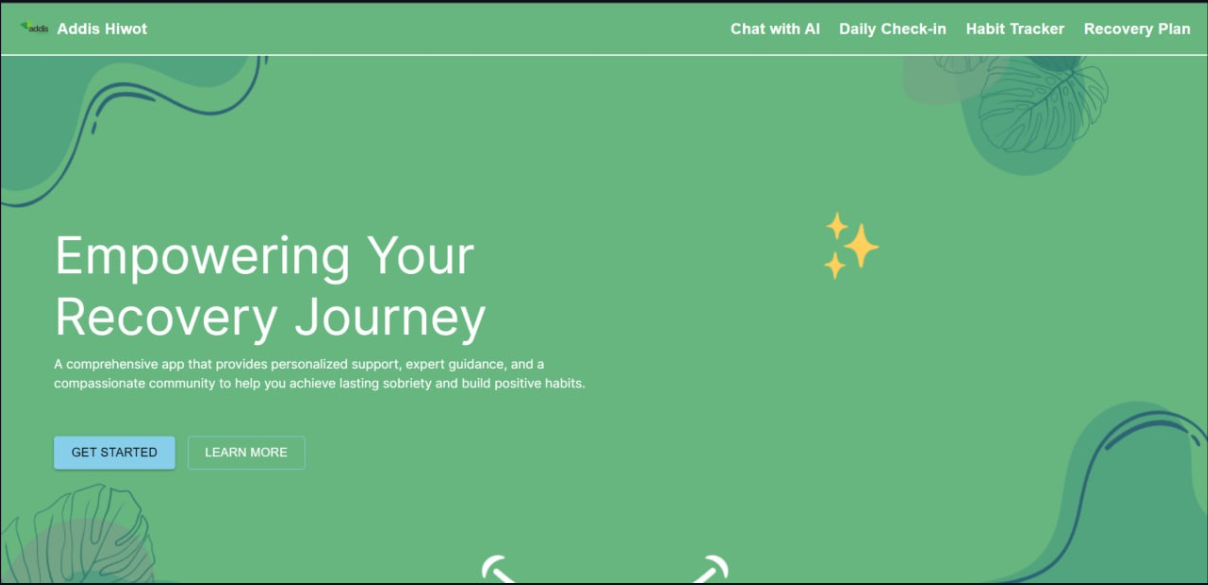 addis Addis Hiwot
Chat with AI Daily Check-in Habit Tracker Recovery Plan
Empowering Your
Recovery Journey
A comprehensive app that provides personalized support, expert guidance, and a
compassionate community to help you achieve lasting sobriety and build positive habits.
GET STARTED LEARN MORE